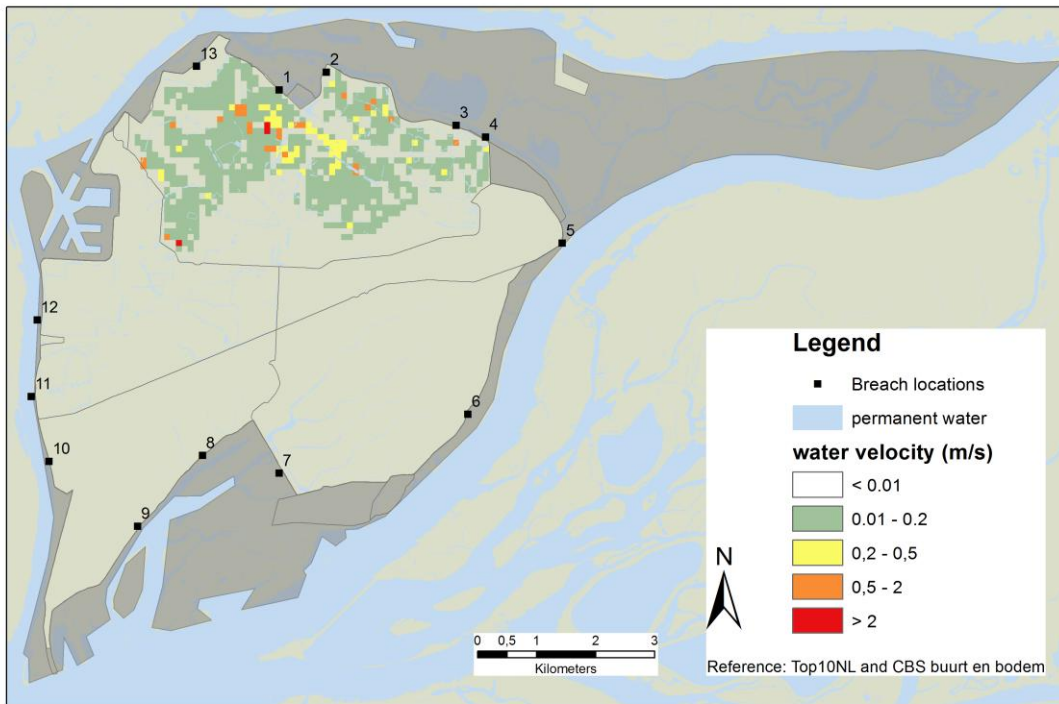 13
2
1
3
4
5
12
11
6
10
8
7
9
Legend
Breach locations
permanent water
water velocity (m/s)
< 0.01
0.01 - 0.2
0,2 - 0,5
0,5 - 2
> 2
N
0 0,5 1 2 3
Kilometers
Reference: Top10NL and CBS buurt en bodem